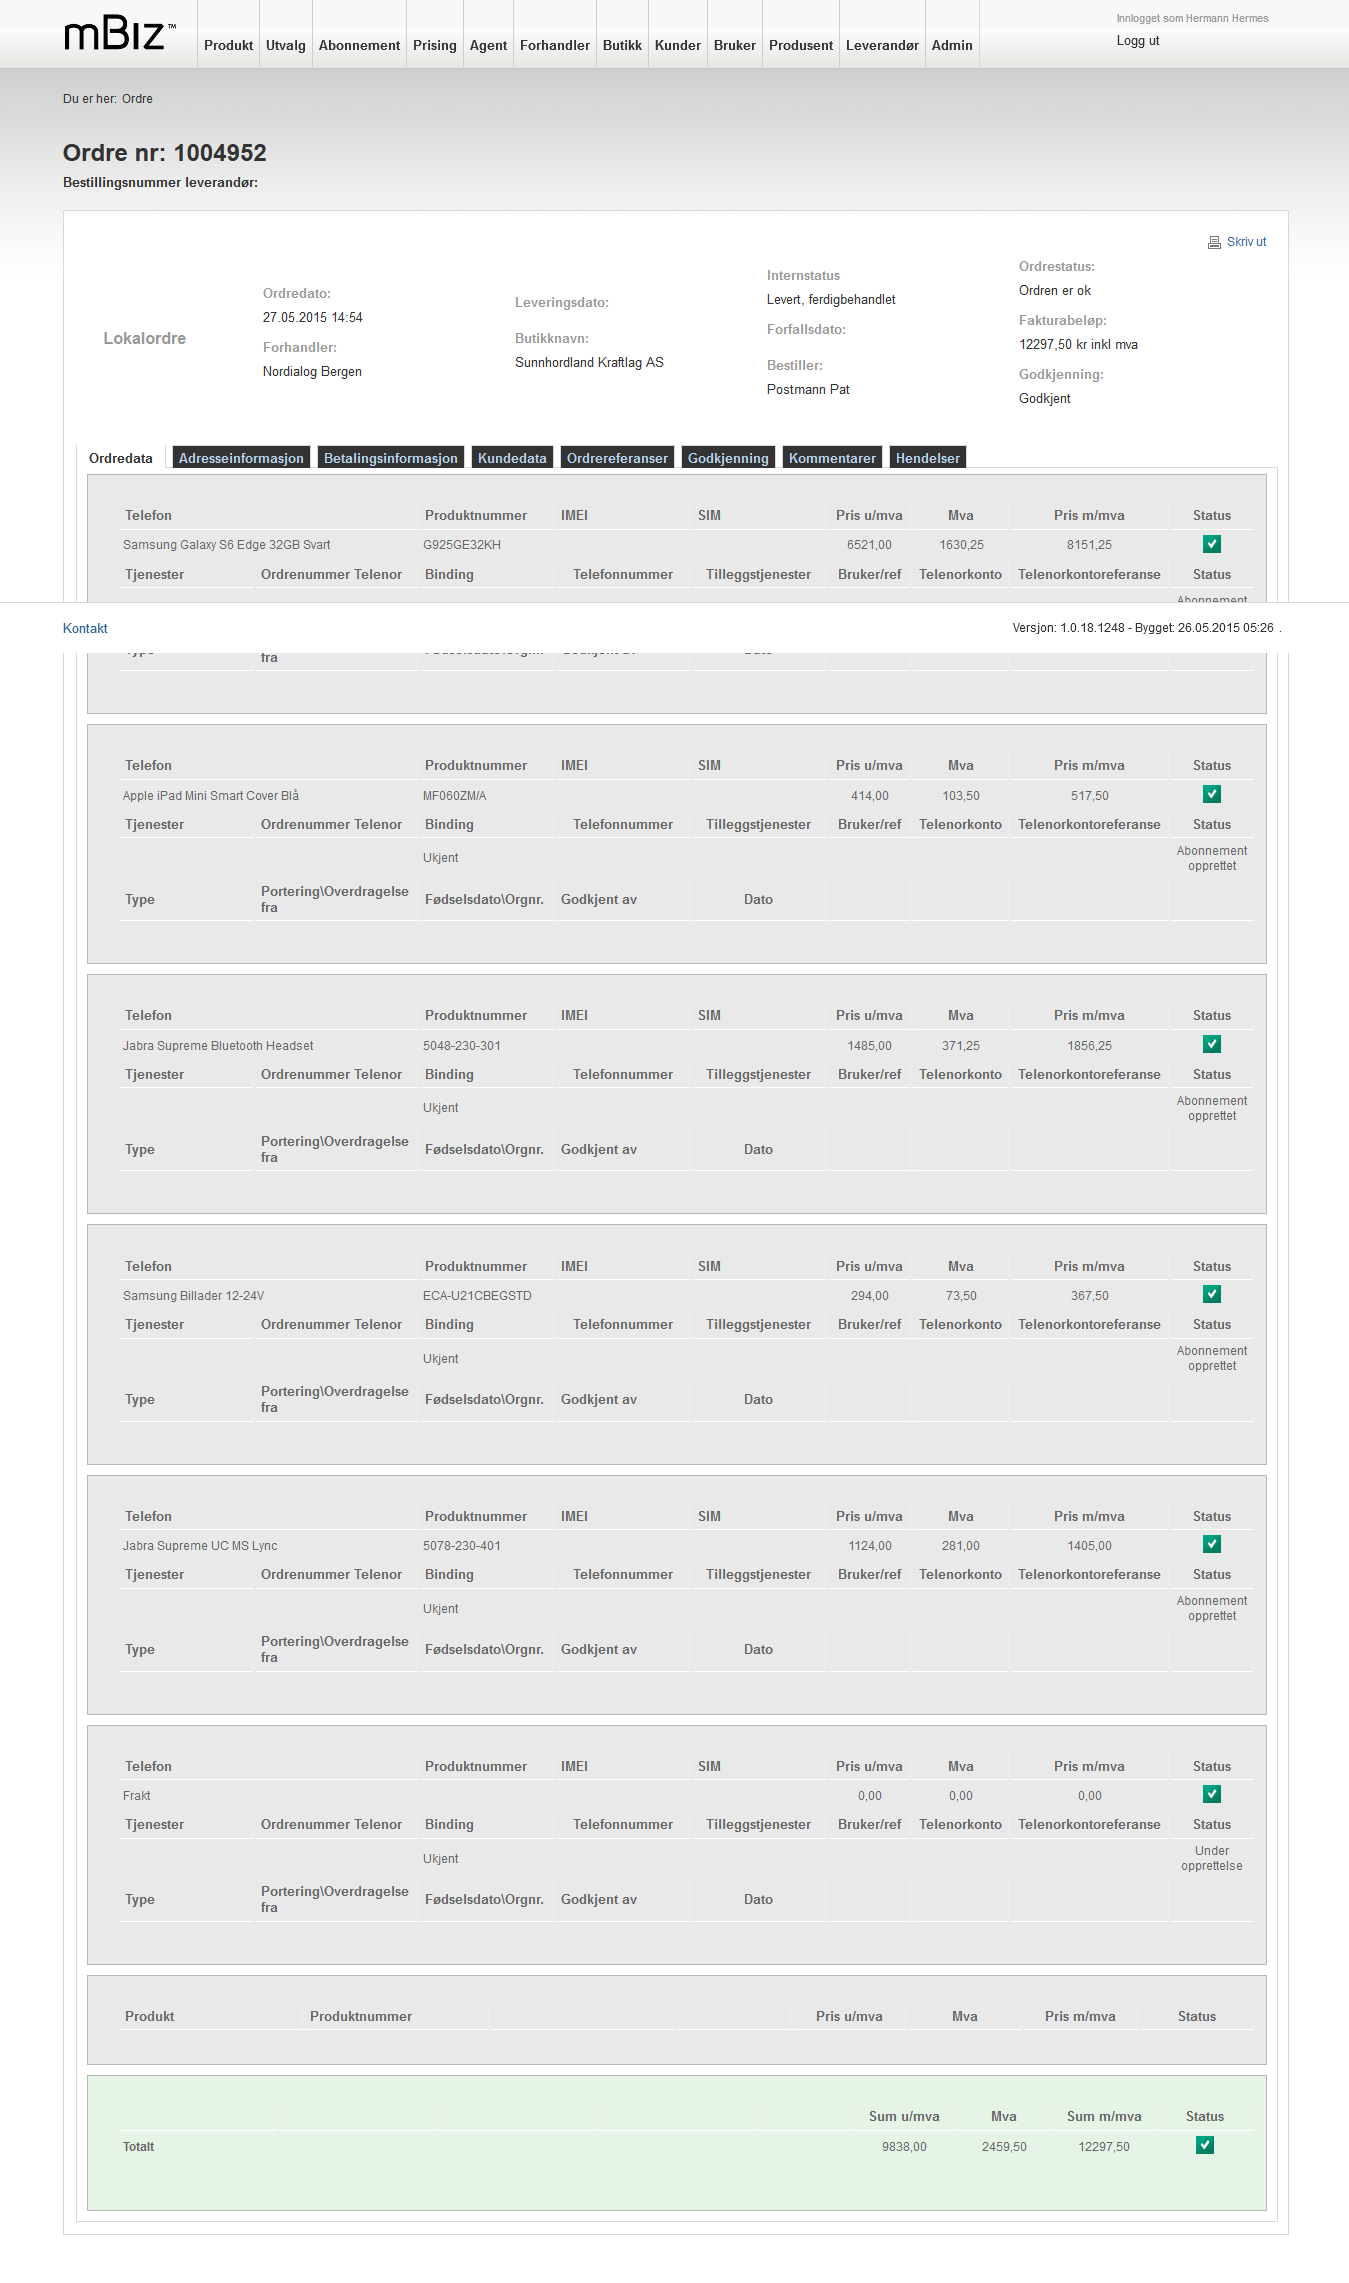 mBiz™
Produkt Utvalg Abonnement Prising Agent Forhandler Butikk Kunder Bruker Produsent Leverandør Admin
Innlogget som Hermann Hermes
Logg ut
Du er her: Ordre
Ordre nr: 1004952
Bestillingsnummer leverandør:
Skriv ut
Lokalordre
Ordredato:
27.05.2015 14:54
Forhandler:
Nordialog Bergen
Leveringsdato:
Butikknavn:
Sunnhordland Kraftlag AS
Internstatus
Levert, ferdigbehandlet
Forfallsdato:
Bestiller:
Postmann Pat
Ordrestatus:
Ordren er ok
Fakturabeløp:
12297,50 kr inkl mva
Godkjenning:
Godkjent
Ordredata Adresseinformasjon Betalingsinformasjon Kundedata Ordrereferanser Godkjenning Kommentarer Hendelser
Telefon Produktnummer IMEI SIM Pris u/mva Mva Pris m/mva Status
Samsung Galaxy S6 Edge 32GB Svart G925GE32KH 6521,00 1630,25 8151,25
Tjenester Ordrenummer Telenor Binding Telefonnummer Tilleggstjenester Bruker/ref Telenorkonto Telenorkontoreferanse Status
Abonnement
Kontakt Versjon: 1.0.18.1248 - Bygget: 26.05.2015 05:26 .
Type Fødselsdato\Orgnr. Godkjent av Dato
fra
Telefon Produktnummer IMEI SIM Pris u/mva Mva Pris m/mva Status
Apple iPad Mini Smart Cover Blå MF060ZM/A 414,00 103,50 517,50
Tjenester Ordrenummer Telenor Binding Telefonnummer Tilleggstjenester Bruker/ref Telenorkonto Telenorkontoreferanse Status
Ukjent Abonnement
opprettet
Type Portering\Overdragelse
fra Fødselsdato\Orgnr. Godkjent av Dato
Telefon Produktnummer IMEI SIM Pris u/mva Mva Pris m/mva Status
Jabra Supreme Bluetooth Headset 5048-230-301 1485,00 371,25 1856,25
Tjenester Ordrenummer Telenor Binding Telefonnummer Tilleggstjenester Bruker/ref Telenorkonto Telenorkontoreferanse Status
Ukjent Abonnement
opprettet
Type Portering\Overdragelse
fra Fødselsdato\Orgnr. Godkjent av Dato
Telefon Produktnummer IMEI SIM Pris u/mva Mva Pris m/mva Status
Samsung Billader 12-24V ECA-U21CBEGSTD 294,00 73,50 367,50
Tjenester Ordrenummer Telenor Binding Telefonnummer Tilleggstjenester Bruker/ref Telenorkonto Telenorkontoreferanse Status
Ukjent Abonnement
opprettet
Type Portering\Overdragelse
fra Fødselsdato\Orgnr. Godkjent av Dato
Telefon Produktnummer IMEI SIM Pris u/mva Mva Pris m/mva Status
Jabra Supreme UC MS Lync 5078-230-401 1124,00 281,00 1405,00
Tjenester Ordrenummer Telenor Binding Telefonnummer Tilleggstjenester Bruker/ref Telenorkonto Telenorkontoreferanse Status
Ukjent Abonnement
opprettet
Type Portering\Overdragelse
fra Fødselsdato\Orgnr. Godkjent av Dato
Telefon Produktnummer IMEI SIM Pris u/mva Mva Pris m/mva Status
Frakt 0,00 0,00 0,00
Tjenester Ordrenummer Telenor Binding Telefonnummer Tilleggstjenester Bruker/ref Telenorkonto Telenorkontoreferanse Status
Ukjent Under
opprettelse
Type Portering\Overdragelse
fra Fødselsdato\Orgnr. Godkjent av Dato
Produkt Produktnummer Pris u/mva Mva Pris m/mva Status
Sum u/mva Mva Sum m/mva Status
Totalt 9838,00 2459,50 12297,50